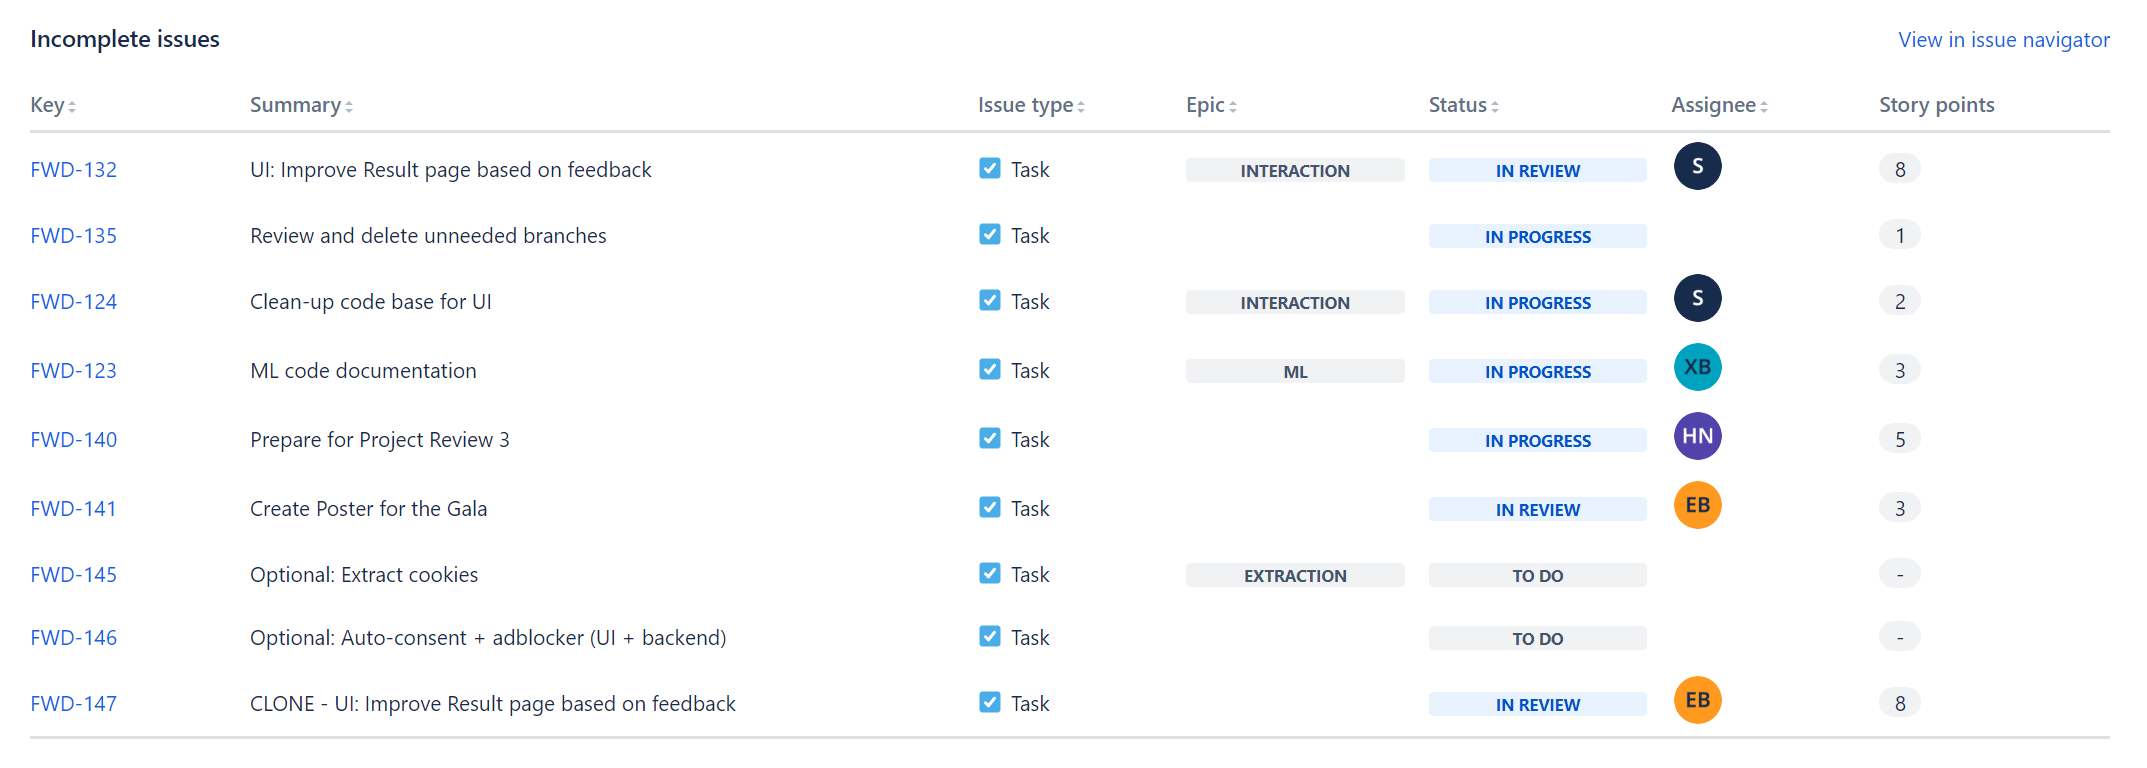 Incomplete issues View in issue navigator
Key Summary Issue type Epic Status Assignee Story points
FWD-132 UI: Improve Result page based on feedback Task INTERACTION IN REVIEW S 8
FWD-135 Review and delete unneeded branches Task IN PROGRESS 1
FWD-124 Clean-up code base for UI Task INTERACTION IN PROGRESS S 2
FWD-123 ML code documentation Task ML IN PROGRESS XB 3
FWD-140 Prepare for Project Review 3 Task IN PROGRESS HN 5
FWD-141 Create Poster for the Gala Task IN REVIEW EB 3
FWD-145 Optional: Extract cookies Task EXTRACTION TO DO -
FWD-146 Optional: Auto-consent + adblocker (UI + backend) Task TO DO -
FWD-147 CLONE - UI: Improve Result page based on feedback Task IN REVIEW EB 8